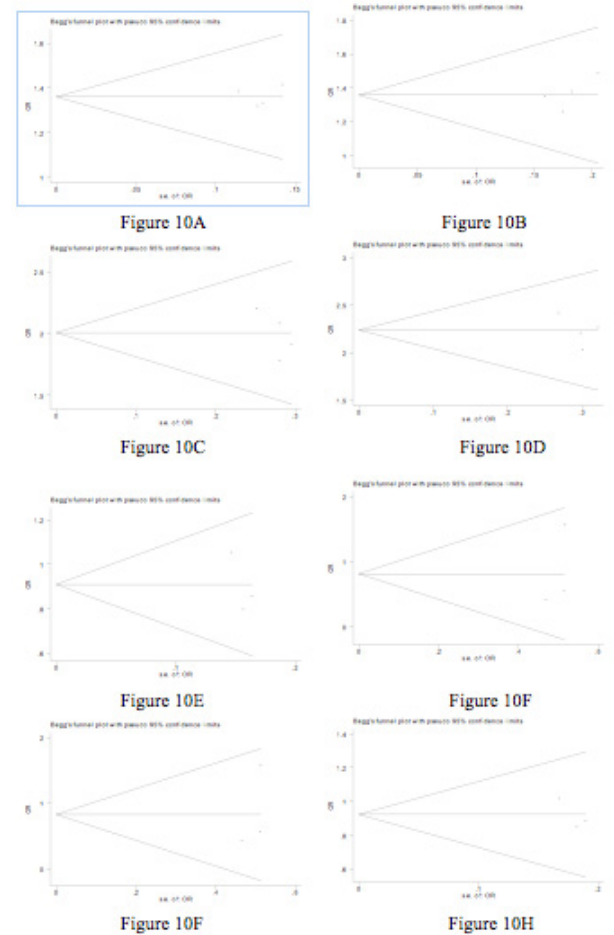 Begg's funnel plot with pseudo 95% confidence limits
Begg's funnel plot with pseudo 95% confidence limits
1.6
1.4
1.2
1
OR
0
.05
.1
.15
s.e. of: OR
1.8
1.6
1.4
1.2
1
OR
0
.05
.1
.15
.2
s.e. of: OR
Figure 10A
Figure 10B
Begg's funnel plot with pseudo 95% confidence limits
Begg's funnel plot with pseudo 95% confidence limits
2.5
2
1.5
OR
0
.1
.2
.3
s.e. of: OR
3
2.5
2
1.5
OR
0
.1
.2
.3
s.e. of: OR
Figure 10C
Figure 10D
Begg's funnel plot with pseudo 95% confidence limits
Begg's funnel plot with pseudo 95% confidence limits
1.2
1
.8
.6
OR
0
.1
.2
s.e. of: OR
2
1
0
OR
0
.2
.4
.6
s.e. of: OR
Figure 10E
Figure 10F
Begg's funnel plot with pseudo 95% confidence limits
Begg's funnel plot with pseudo 95% confidence limits
2
1
0
OR
0
.2
.4
.6
s.e. of: OR
1.4
1.2
1
.8
.6
OR
0
.1
.2
s.e. of: OR
Figure 10F
Figure 10H